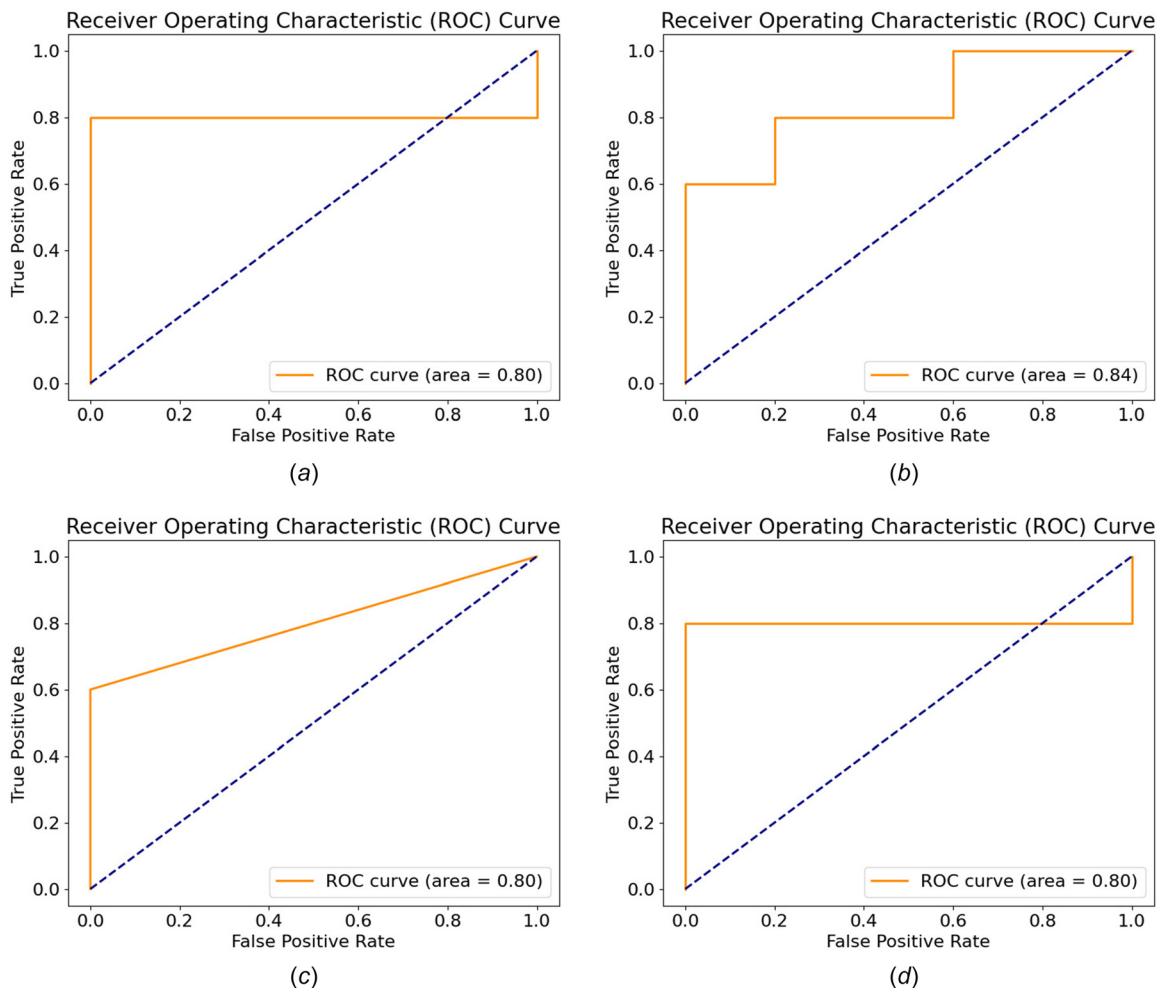 Receiver Operating Characteristic (ROC) Curve
1.0
0.8
0.6
0.4
0.2
0.0
True Positive Rate
ROC curve (area = 0.80)
0.0 0.2 0.4 0.6 0.8 1.0
False Positive Rate
(a)
Receiver Operating Characteristic (ROC) Curve
1.0
0.8
0.6
0.4
0.2
0.0
True Positive Rate
ROC curve (area = 0.84)
0.0 0.2 0.4 0.6 0.8 1.0
False Positive Rate
(b)
Receiver Operating Characteristic (ROC) Curve
1.0
0.8
0.6
0.4
0.2
0.0
True Positive Rate
ROC curve (area = 0.80)
0.0 0.2 0.4 0.6 0.8 1.0
False Positive Rate
(c)
Receiver Operating Characteristic (ROC) Curve
1.0
0.8
0.6
0.4
0.2
0.0
True Positive Rate
ROC curve (area = 0.80)
0.0 0.2 0.4 0.6 0.8 1.0
False Positive Rate
(d)